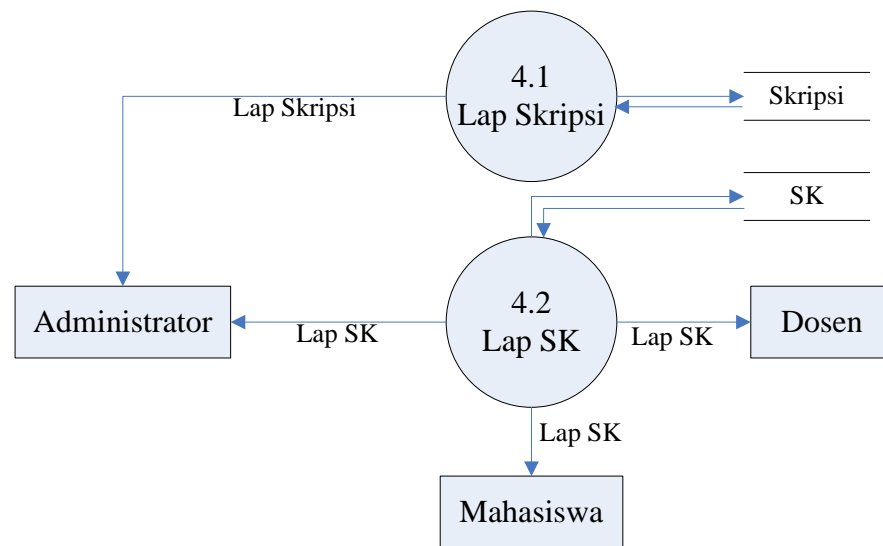 4.1
Lap Skripsi
Skripsi
Lap Skripsi
SK
Administrator
4.2
Lap SK
Dosen
Lap SK
Lap SK
Lap SK
Mahasiswa